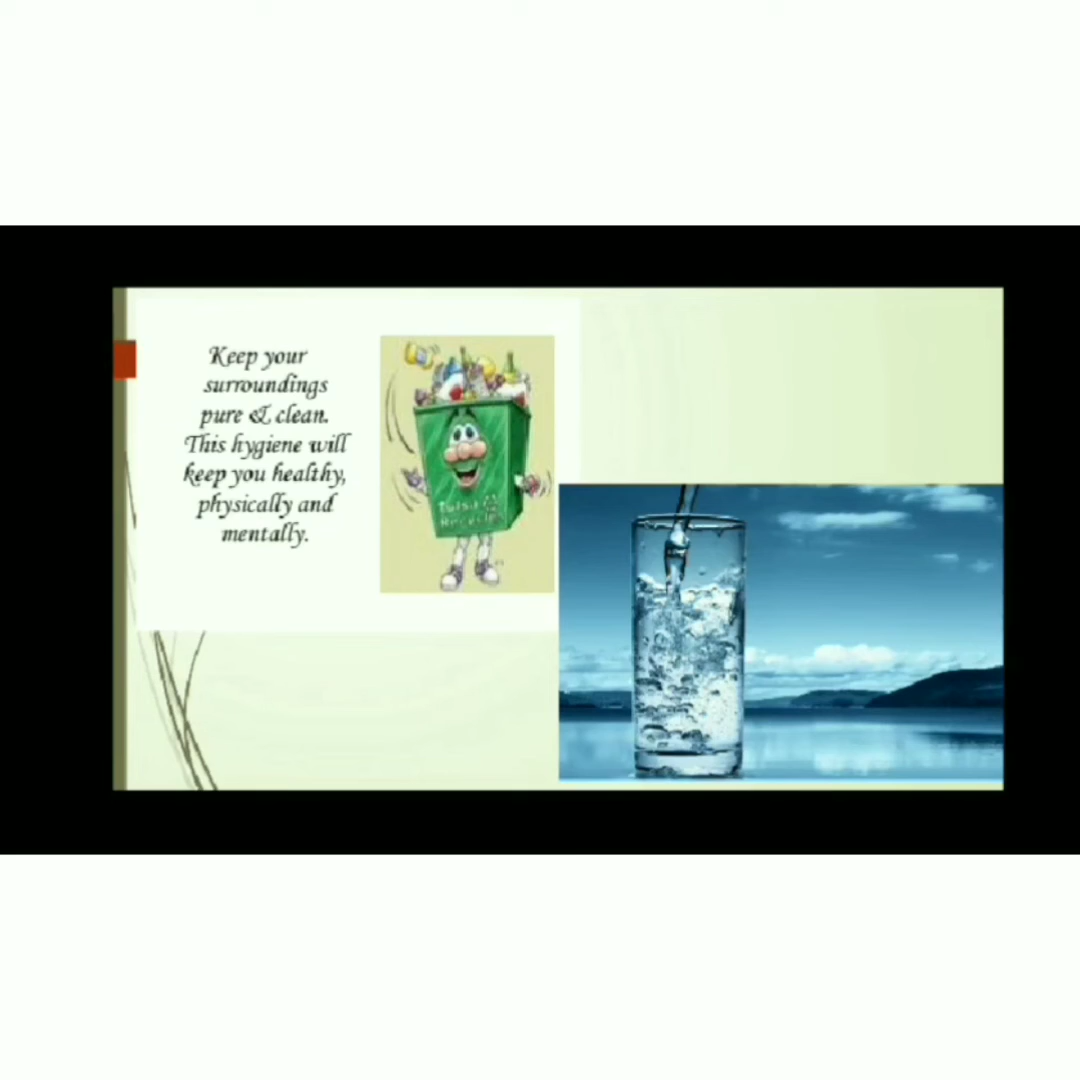 Keep your
surroundings
pure & clean.
This hygiene will
keep you healthy,
physically and
mentally.